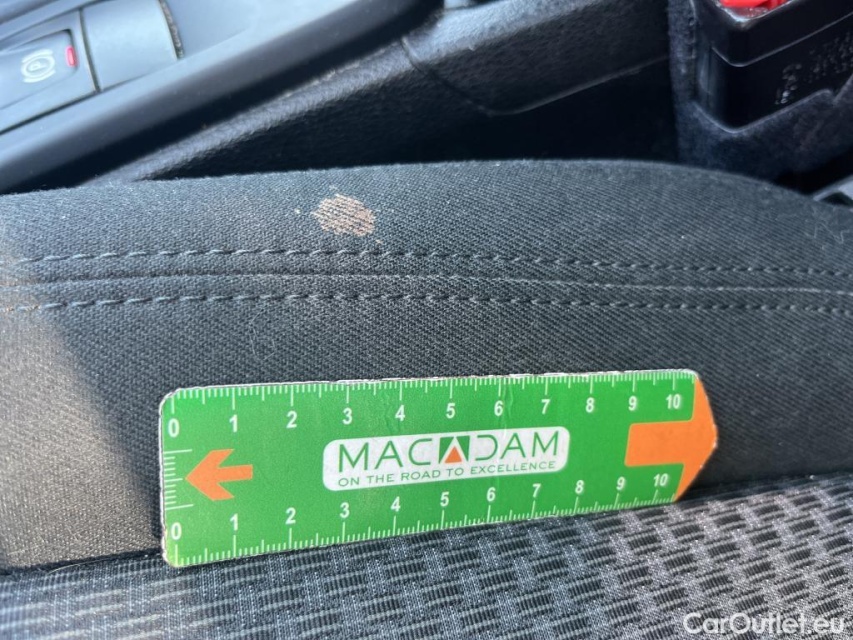 0 1 2 3 4 5 6 7 8 9 10
MACADAM
ON THE ROAD TO EXCELLENCE
0 1 2 3 4 5 6 7 8 9 10
CarOutlet.eu